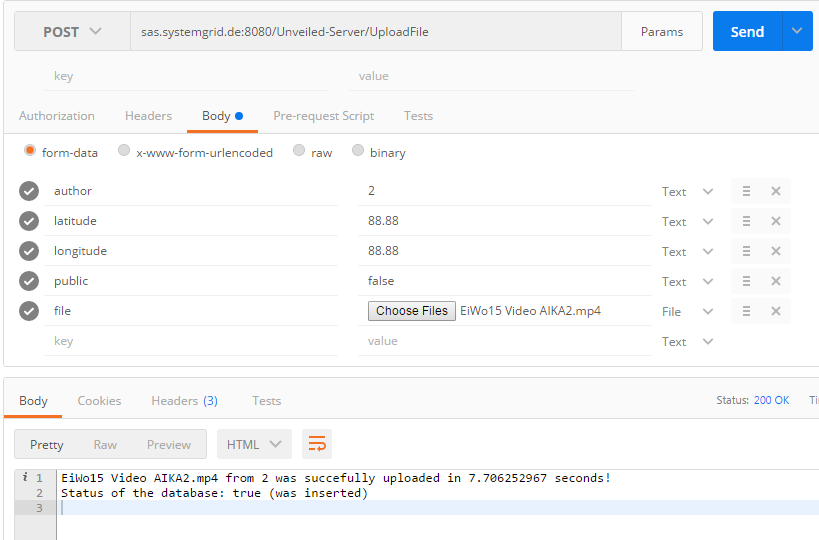 POST sas.systemgrid.de:8080/Unveiled-Server/UploadFile Params Send
key value
Authorization Headers Body Pre-request Script Tests
form-data x-www-form-urlencoded raw binary
author 2 Text
latitude 88.88 Text
longitude 88.88 Text
public false Text
file Choose Files EiWo15 Video AIKA2.mp4 File
key value Text
Body Cookies Headers (3) Tests Status: 200 OK Ti
Pretty Raw Preview HTML
i 1 EiWo15 Video AIKA2.mp4 from 2 was succefully uploaded in 7.706252967 seconds!
2 Status of the database: true (was inserted)
3